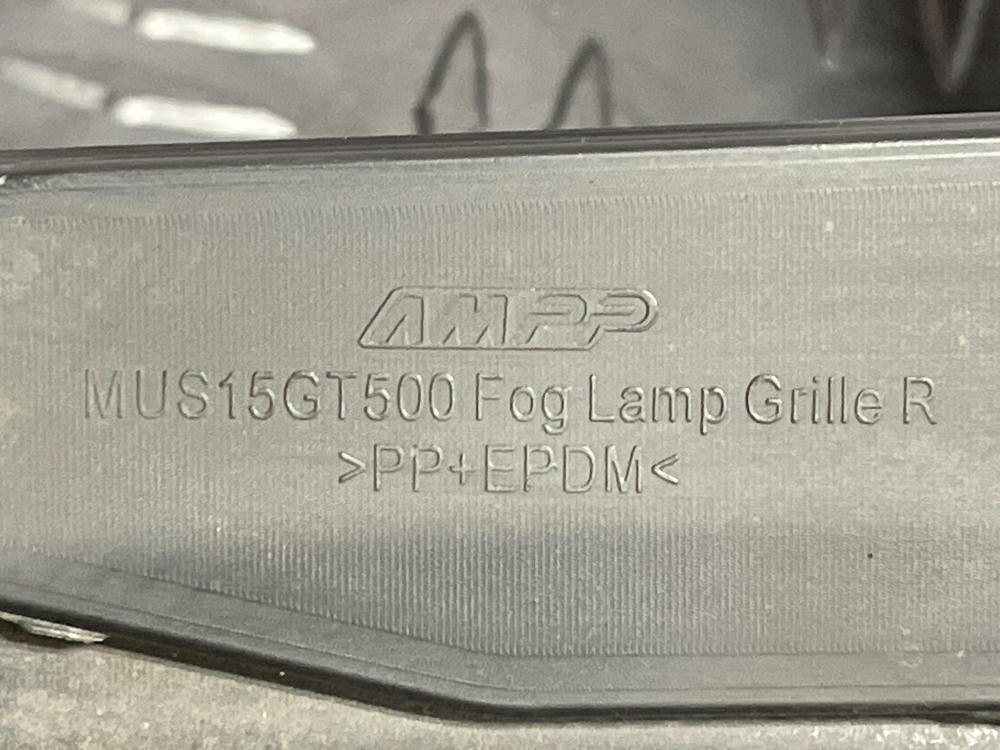 AMPP
MUS15GT500 Fog Lamp Grille R
>PP+EPDM<